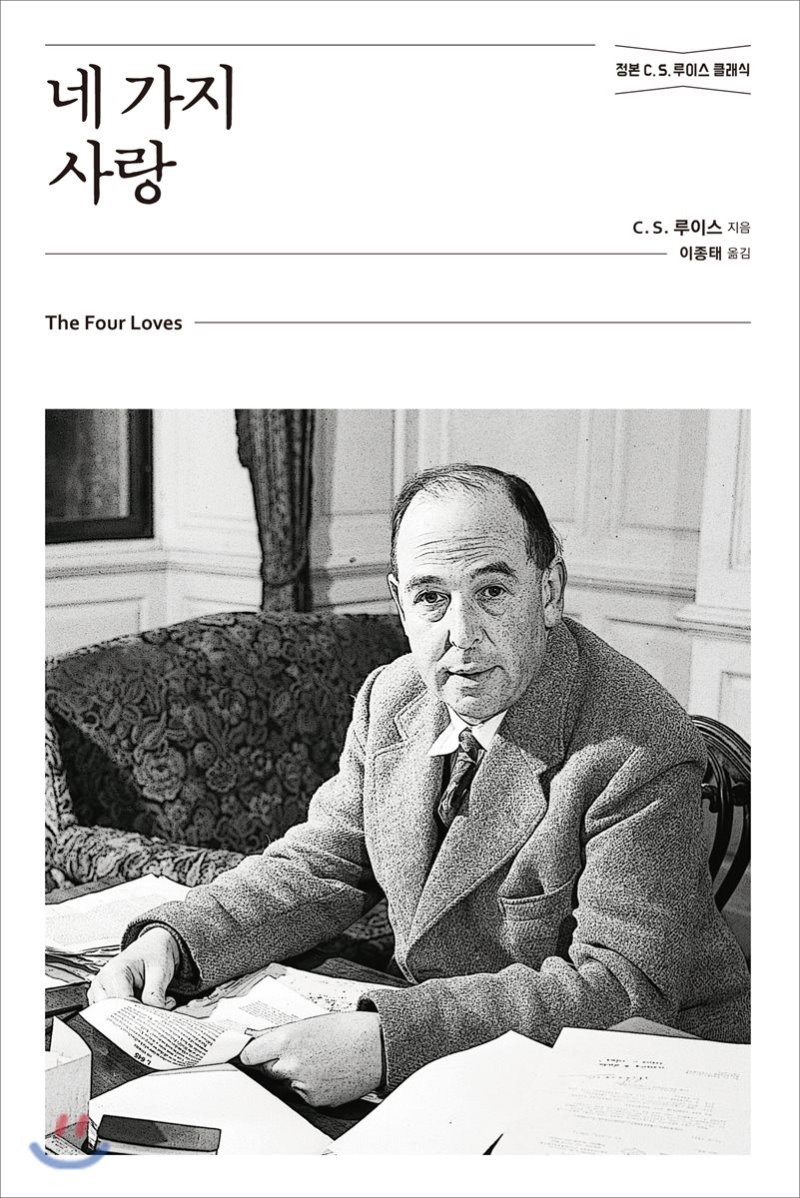 네 가지
사랑
정본 C. S. 루이스 클래식
C. S. 루이스 지음
이종태 옮김
The Four Loves